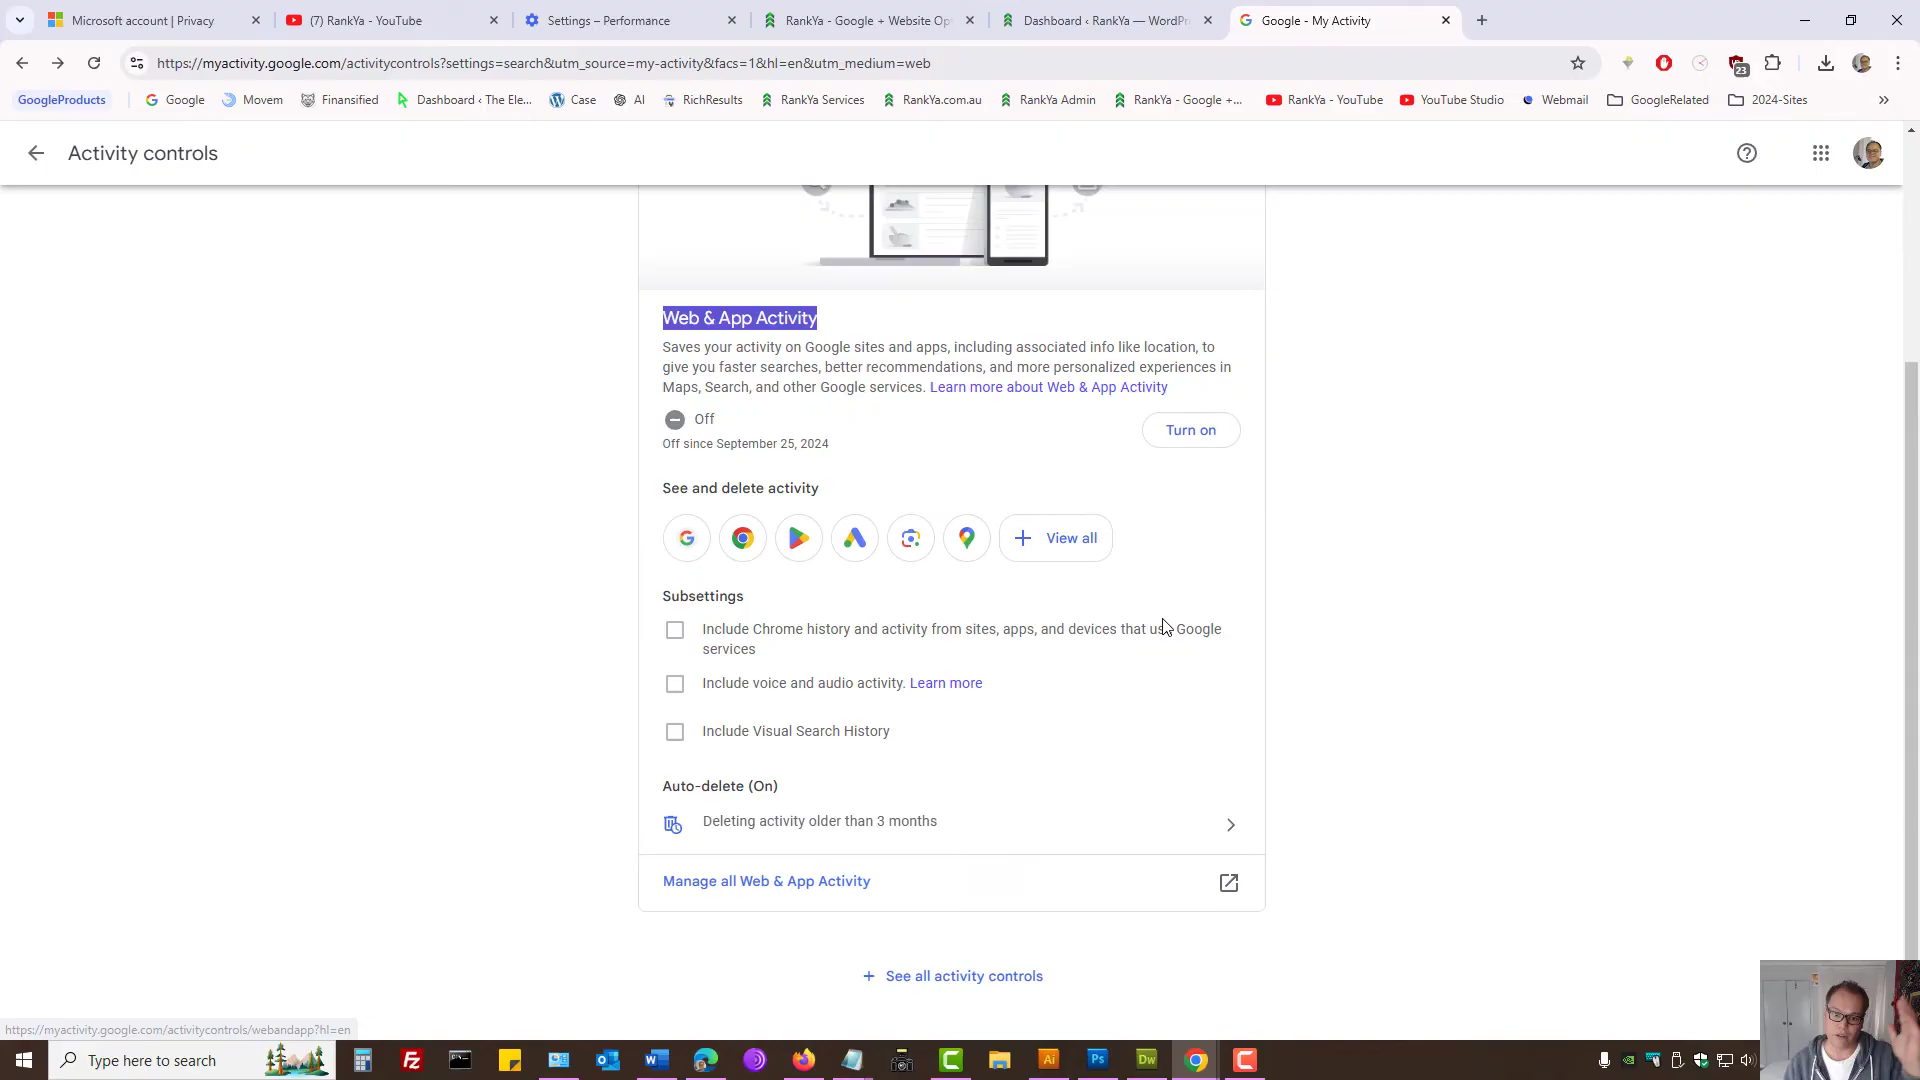 Microsoft account | Privacy
(7) RankYa - YouTube
Settings – Performance
RankYa - Google + Website Op
Dashboard ‹ RankYa — WordPr
Google - My Activity
https://myactivity.google.com/activitycontrols?settings=search&utm_source=my-activity&facs=1&hl=en&utm_medium=web
23
GoogleProducts
Google
Movem
Finansified
Dashboard ‹ The Ele...
Case
AI
RichResults
RankYa Services
RankYa.com.au
RankYa Admin
RankYa - Google +...
RankYa - YouTube
YouTube Studio
Webmail
GoogleRelated
2024-Sites
Activity controls
Web & App Activity
Saves your activity on Google sites and apps, including associated info like location, to
give you faster searches, better recommendations, and more personalized experiences in
Maps, Search, and other Google services. Learn more about Web & App Activity
Off
Off since September 25, 2024
Turn on
See and delete activity
View all
Subsettings
Include Chrome history and activity from sites, apps, and devices that use Google
services
Include voice and audio activity. Learn more
Include Visual Search History
Auto-delete (On)
Deleting activity older than 3 months
Manage all Web & App Activity
+ See all activity controls
https://myactivity.google.com/activitycontrols/webandapp?hl=en
Type here to search